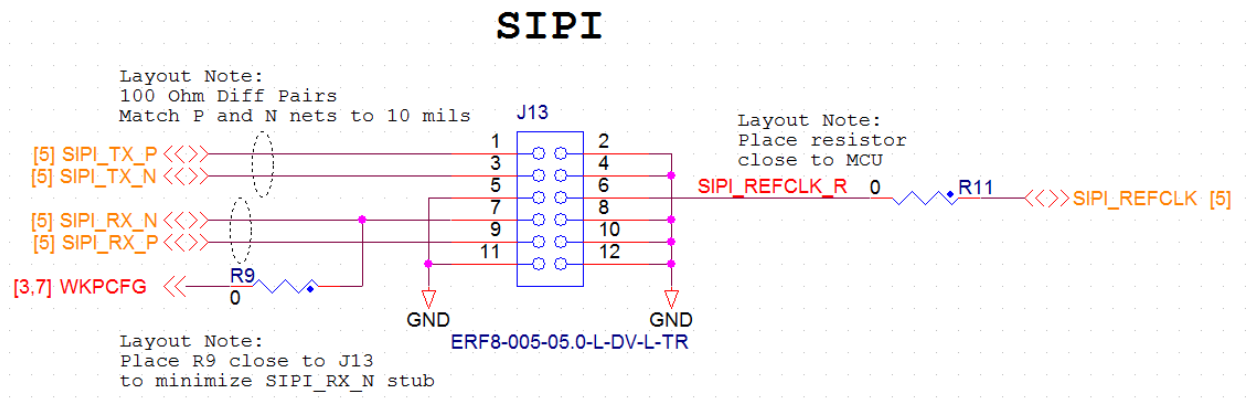 SIPI
Layout Note:
100 Ohm Diff Pairs
Match P and N nets to 10 mils
J13
Layout Note:
Place resistor
close to MCU
[5] SIPI_TX_P
1
2
[5] SIPI_TX_N
3
4
5
6
SIPI_REFCLK_R
0
R11
SIPI_REFCLK [5]
[5] SIPI_RX_N
7
8
[5] SIPI_RX_P
9
10
11
12
[3,7] WKPCFG
R9
0
GND
GND
ERF8-005-05.0-L-DV-L-TR
Layout Note:
Place R9 close to J13
to minimize SIPI_RX_N stub